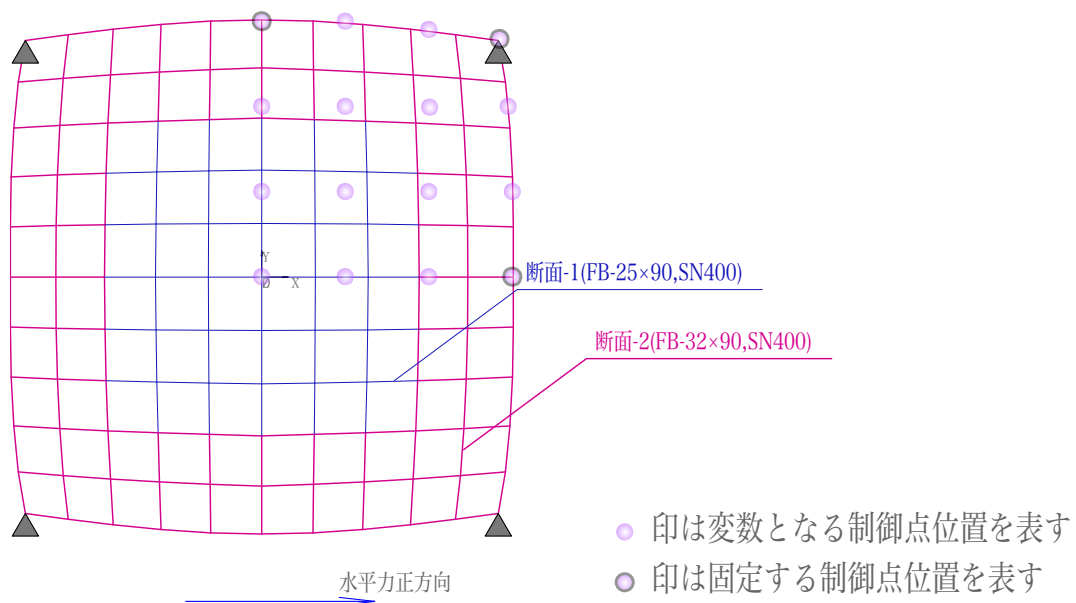 Y
O
X
断面-1(FB-25×90,SN400)
断面-2(FB-32×90,SN400)
印は変数となる制御点位置を表す
印は固定する制御点位置を表す
水平力正方向